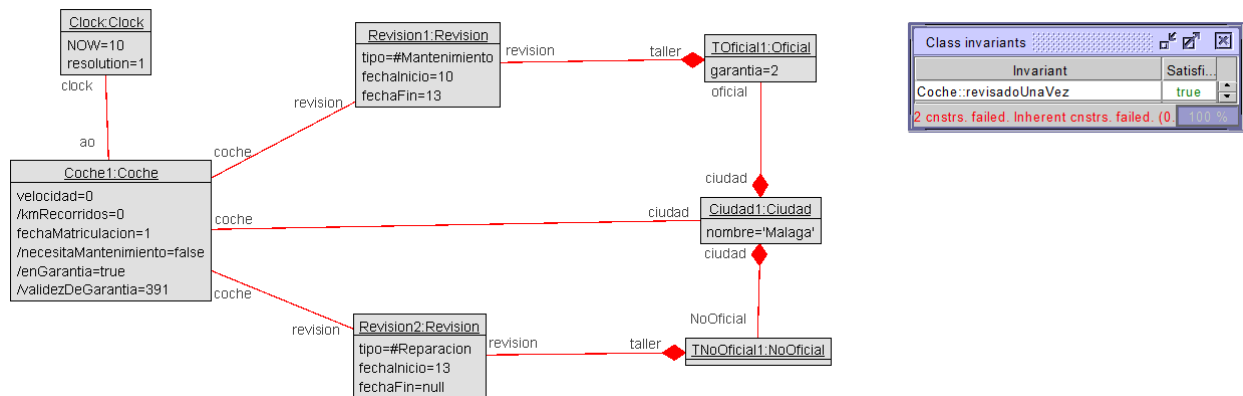 Clock:Clock
NOW=10
resolution=1
clock
ao
Revision1:Revision
tipo=#Mantenimiento
fechaInicio=10
fechaFin=13
revision
taller
revision
coche
TOficial1:Oficial
garantia=2
oficial
ciudad
Class invariants
Invariant
Satisfi...
Coche::revisadoUnaVez
true
2 cnstrs. failed. Inherent cnstrs. failed. (0.
100 %
Coche1:Coche
velocidad=0
/kmRecorridos=0
fechaMatriculacion=1
/necesitaMantenimiento=false
/enGarantia=true
/validezDeGarantia=391
coche
ciudad
coche
Ciudad1:Ciudad
nombre='Malaga'
ciudad
NoOficial
revision
Revision2:Revision
tipo=#Reparacion
fechaInicio=13
fechaFin=null
revision
taller
TNoOficial1:NoOficial